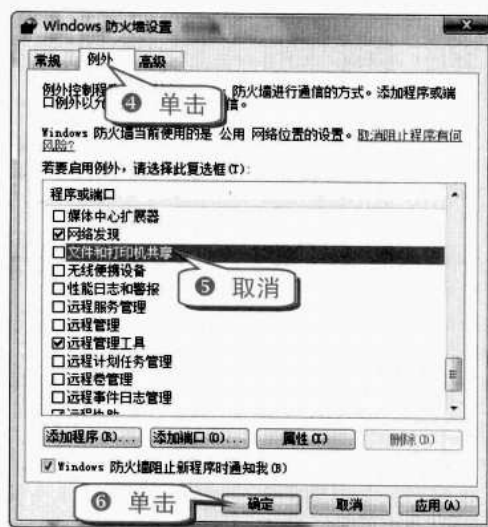 Windows 防火墙设置
常规 例外 高级
例外控制程
防火墙进行通信的方式。添加程序或端
口例外以允
信。
❹ 单击
Windows 防火墙当前使用的是 公用 网络位置的设置。取消阻止程序有何
风险?
若要启用例外，请选择此复选框(T):
程序或端口
媒体中心扩展器
网络发现
文件和打印机共享
无线便携设备
❺ 取消
性能日志和警报
远程服务管理
远程管理
远程管理工具
远程计划任务管理
远程卷管理
远程事件日志管理
添加程序(R)... 添加端口(O)... 属性(I) 删除(D)
Windows 防火墙阻止新程序时通知我(B)
❻ 单击
确定 取消 应用(A)